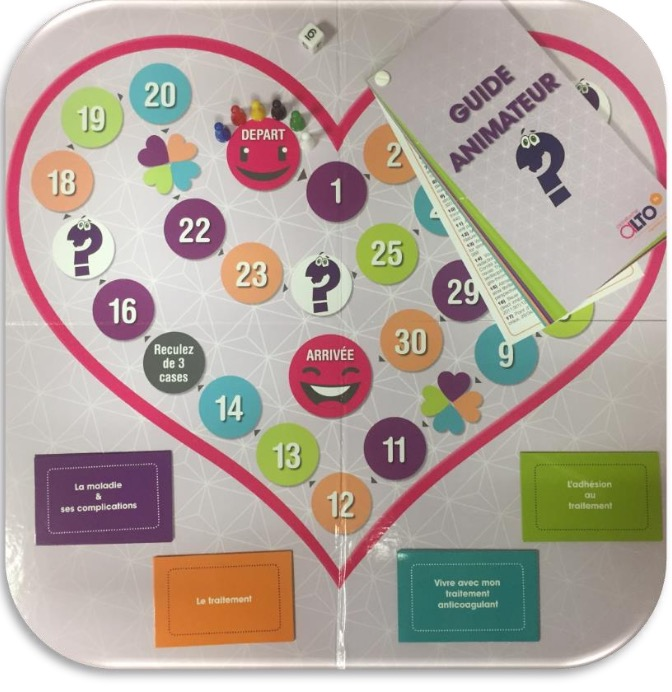 GUIDE
ANIMATEUR
OLTO
DEPART
20
19
18
1
2
22
25
23
29
16
Reculez
de 3
cases
ARRIVÉE
30
9
14
13
11
12
La maladie
&
ses complications
L'adhésion
au
traitement
Le traitement
Vivre avec mon
traitement
anticoagulant